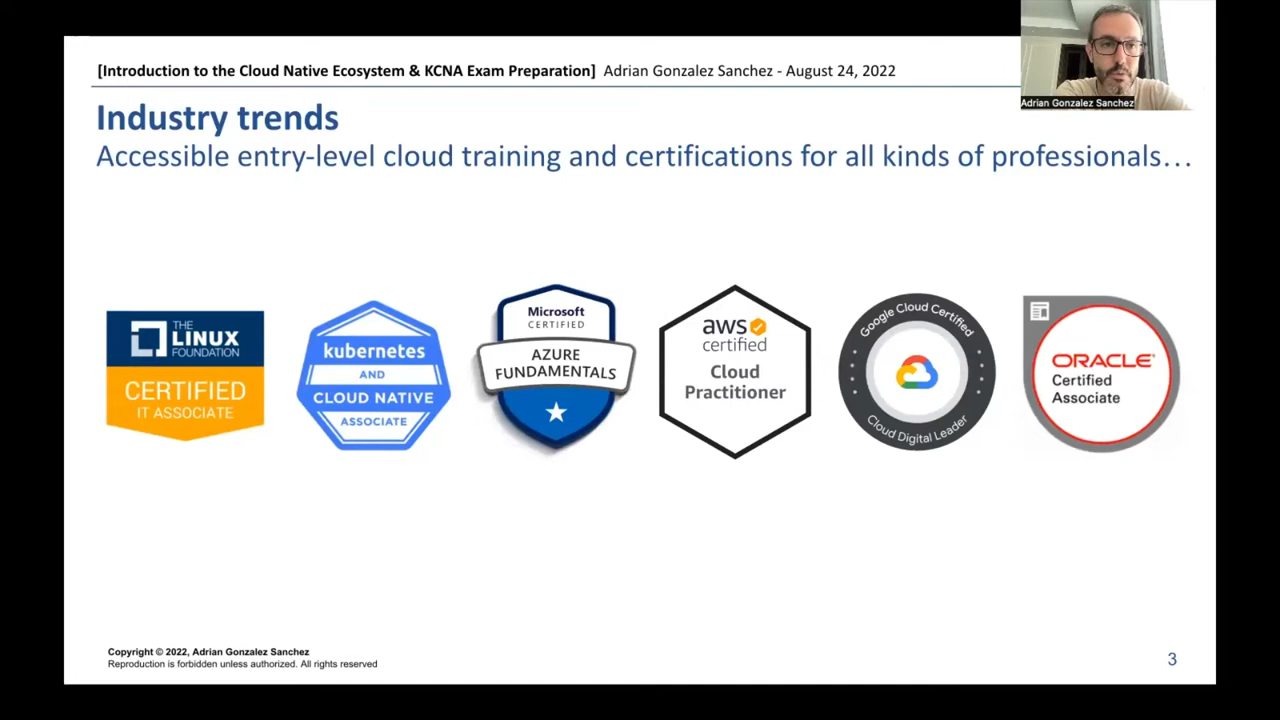 [Introduction to the Cloud Native Ecosystem & KCNA Exam Preparation] Adrian Gonzalez Sanchez - August 24, 2022
Adrian Gonzalez Sanchez
Industry trends
Accessible entry-level cloud training and certifications for all kinds of professionals…
THE
LINUX
FOUNDATION
CERTIFIED
IT ASSOCIATE
kubernetes
AND
CLOUD NATIVE
ASSOCIATE
Microsoft
CERTIFIED
AZURE
FUNDAMENTALS
aws
certified
Cloud
Practitioner
Google Cloud Certified
Cloud Digital Leader
ORACLE
Certified
Associate
Copyright © 2022, Adrian Gonzalez Sanchez
Reproduction is forbidden unless authorized. All rights reserved
3